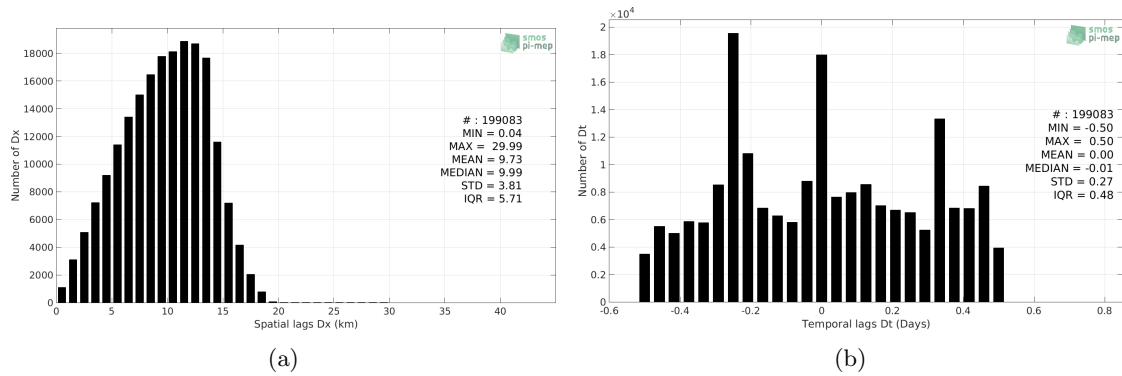 smos
pi-mep
18000
16000
14000
12000
10000
8000
6000
4000
2000
0
Number of Dx
# : 199083
MIN = 0.04
MAX = 29.99
MEAN = 9.73
MEDIAN = 9.99
STD = 3.81
IQR = 5.71
0 5 10 15 20 25 30 35 40
Spatial lags Dx (km)
(a)
×10⁴
smos
pi-mep
2
1.8
1.6
1.4
1.2
1
0.8
0.6
0.4
0.2
0
Number of Dt
# : 199083
MIN = -0.50
MAX = 0.50
MEAN = 0.00
MEDIAN = -0.01
STD = 0.27
IQR = 0.48
-0.6 -0.4 -0.2 0 0.2 0.4 0.6 0.8
Temporal lags Dt (Days)
(b)